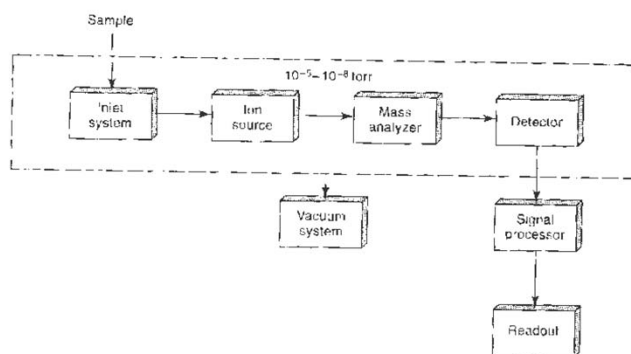 Sample
10⁻⁵–10⁻⁸ torr
Inlet
system
Ion
source
Mass
analyzer
Detector
Vacuum
system
Signal
processor
Readout